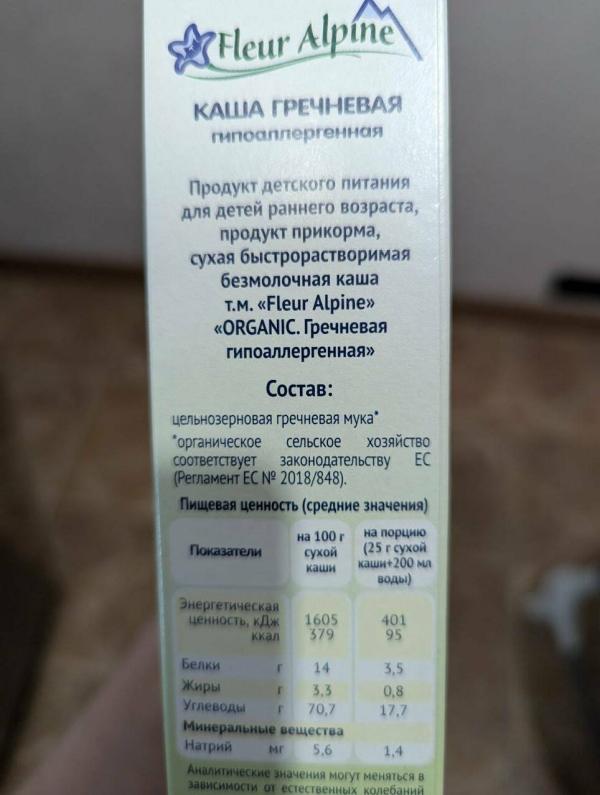 Fleur Alpine
КАША ГРЕЧНЕВАЯ
гипоаллергенная
Продукт детского питания
для детей раннего возраста,
продукт прикорма,
сухая быстрорастворимая
безмолочная каша
т.м. «Fleur Alpine»
«ORGANIC. Гречневая
гипоаллергенная»
Состав:
цельнозерновая гречневая мука*
*органическое сельское хозяйство
соответствует законодательству ЕС
(Регламент ЕС № 2018/848).
Пищевая ценность (средние значения)
Показатели
на 100 г
сухой
каши
на порцию
(25 г сухой
каши+200 мл
воды)
Энергетическая
ценность, кДж 1605 401
ккал 379 95
Белки г 14 3,5
Жиры г 3,3 0,8
Углеводы г 70,7 17,7
Минеральные вещества
Натрий мг 5,6 1,4
Аналитические значения могут меняться в
зависимости от естественных колебаний